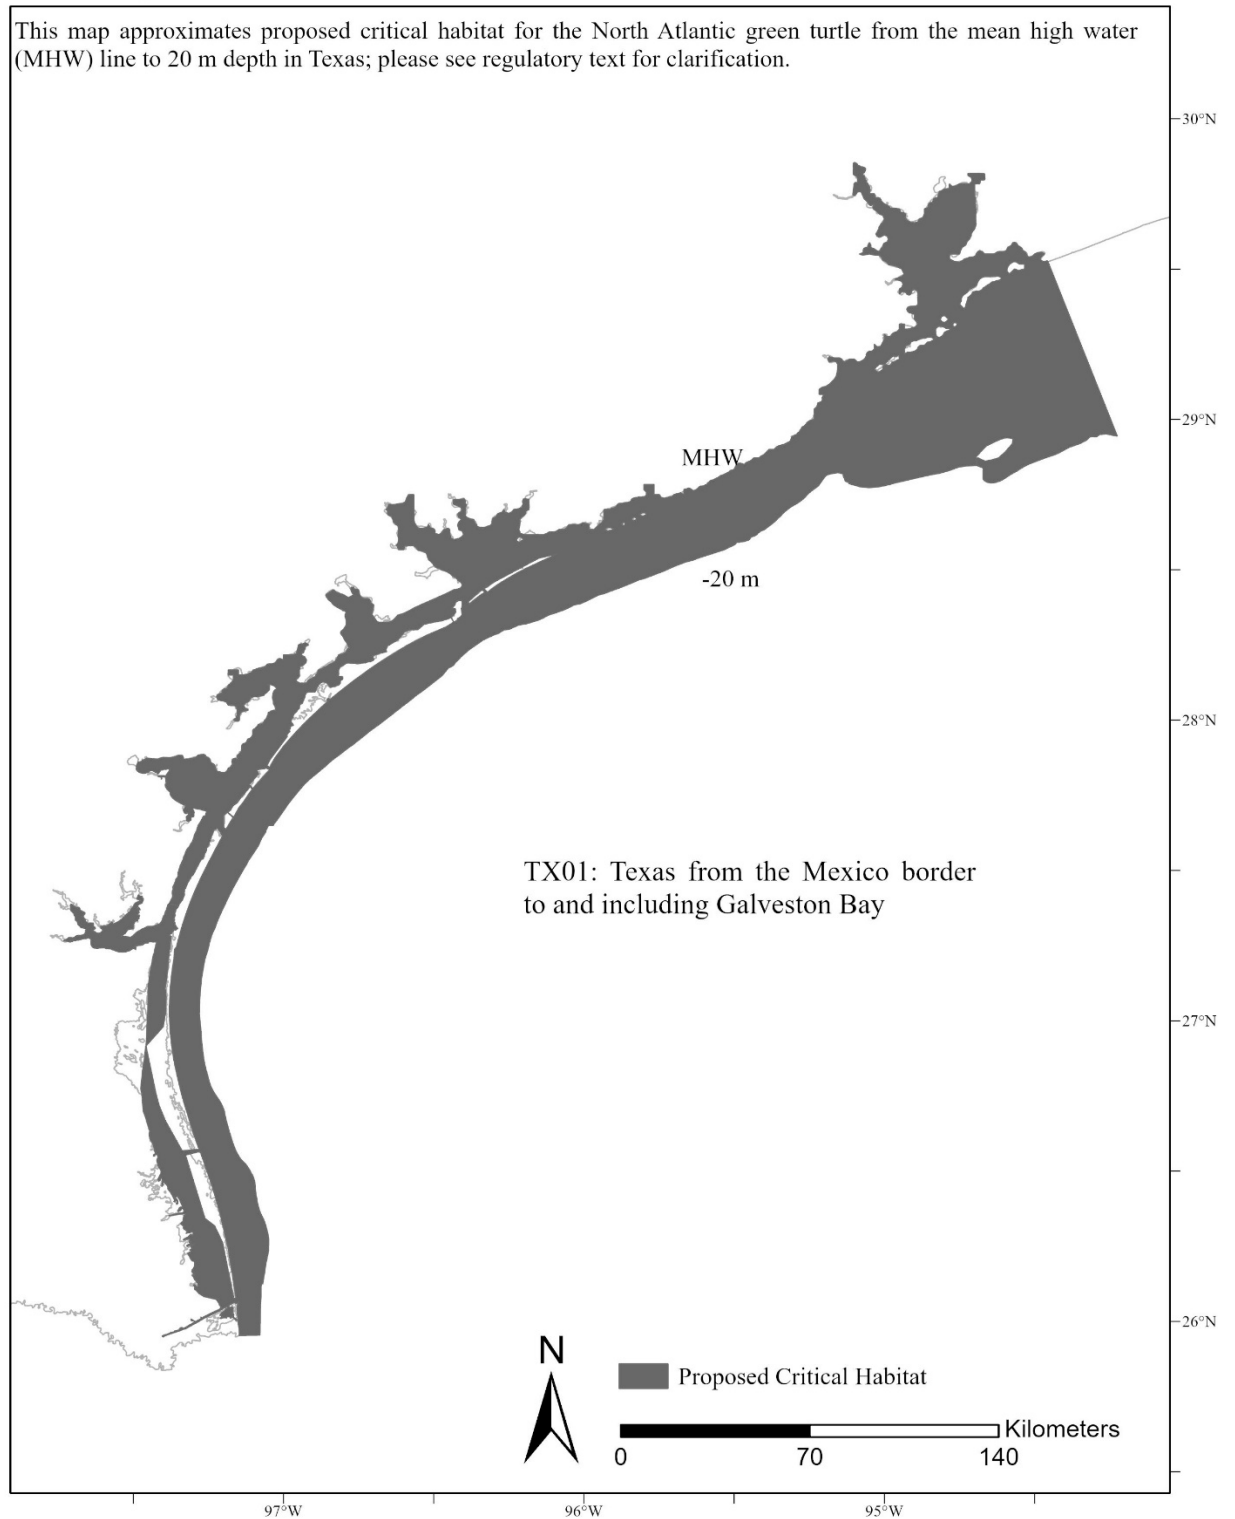 This map approximates proposed critical habitat for the North Atlantic green turtle from the mean high water
(MHW) line to 20 m depth in Texas; please see regulatory text for clarification.
30°N
29°N
MHW
-20 m
28°N
TX01: Texas from the Mexico border
to and including Galveston Bay
27°N
26°N
N
Proposed Critical Habitat
Kilometers
0 70 140
97°W 96°W 95°W